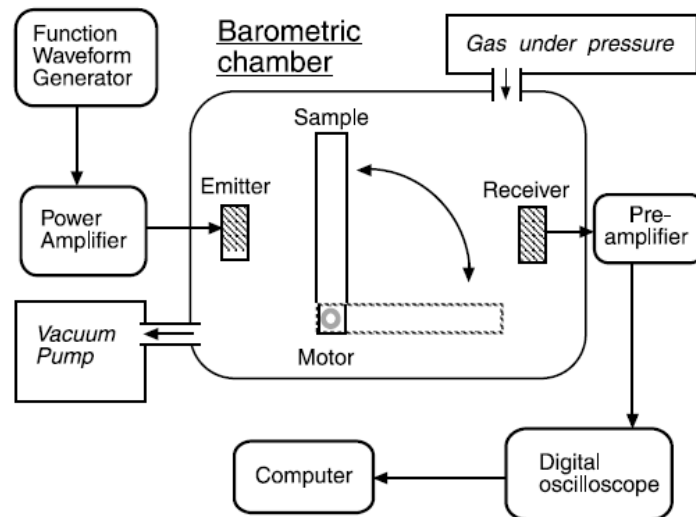 Function
Waveform
Generator
Barometric
chamber
Gas under pressure
Sample
Emitter
Receiver
Power
Amplifier
Pre-
amplifier
Vacuum
Pump
Motor
Computer
Digital
oscilloscope